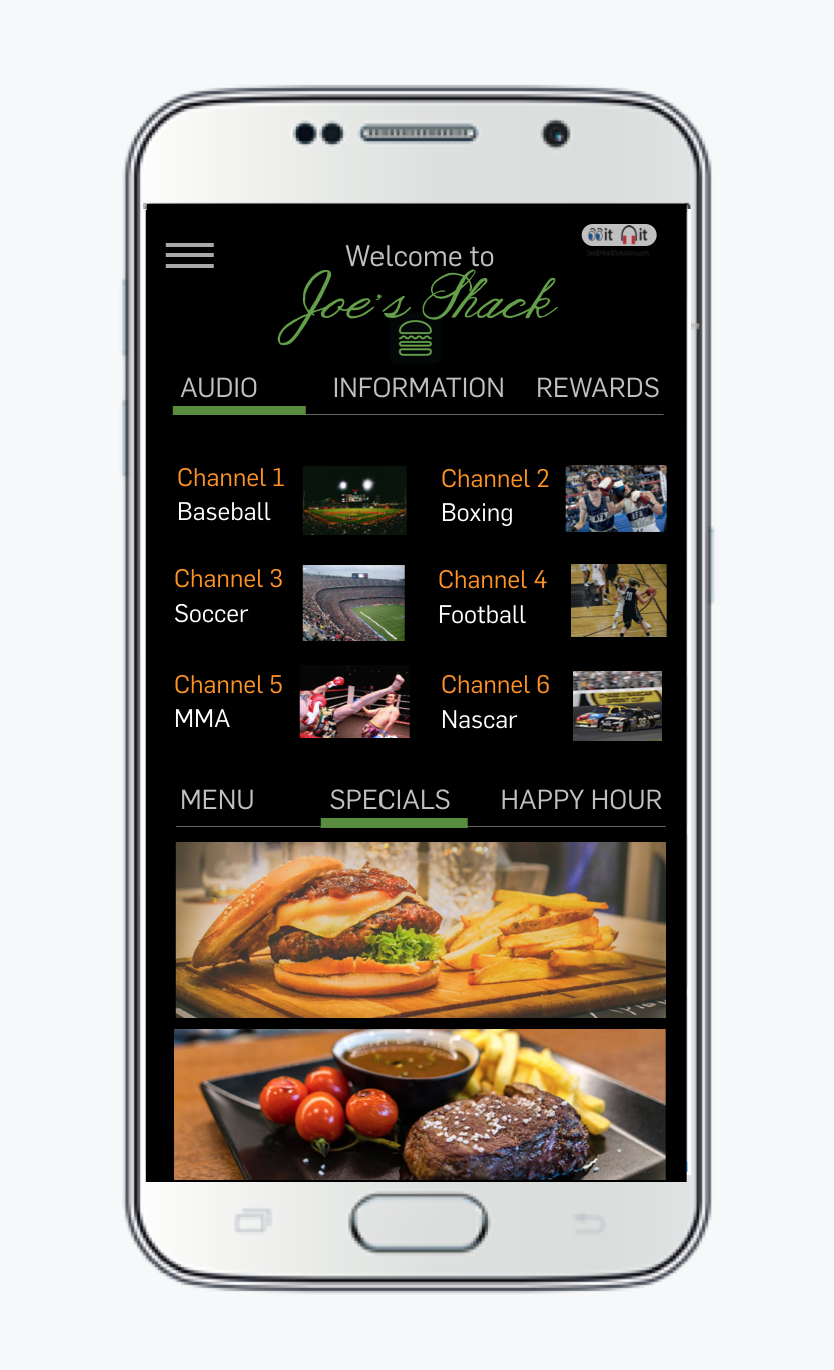 it it
Welcome to
Joe's Shack
AUDIO INFORMATION REWARDS
Channel 1 Channel 2
Baseball Boxing
Channel 3 Channel 4
Soccer Football
Channel 5 Channel 6
MMA Nascar
MENU SPECIALS HAPPY HOUR